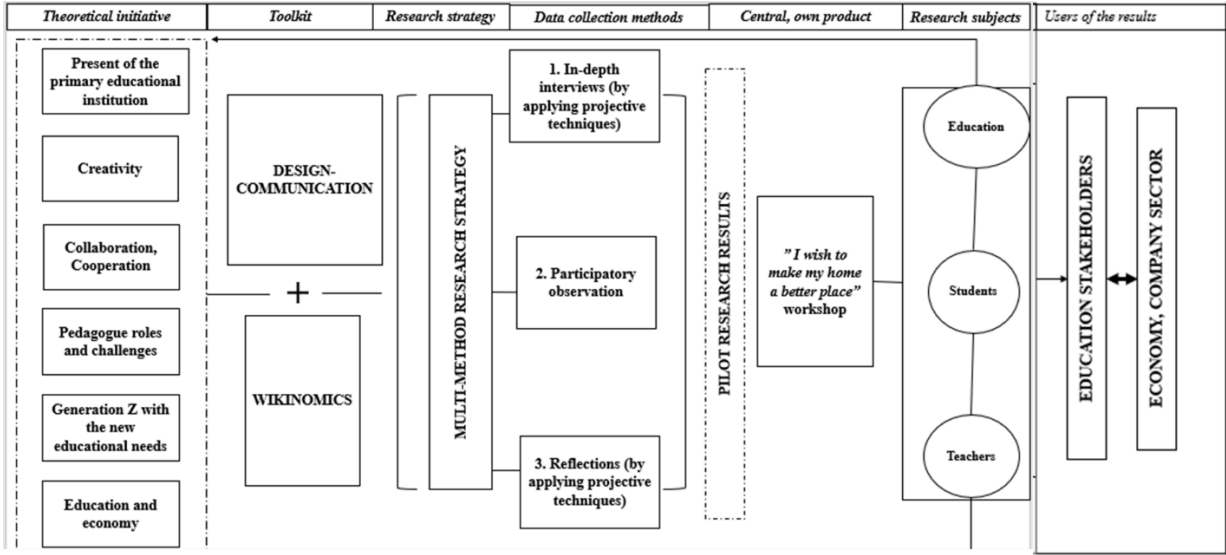 Theoretical initiative
Toolkit
Research strategy
Data collection methods
Central, own product
Research subjects
Users of the results
Present of the
primary educational
institution
Creativity
Collaboration,
Cooperation
Pedagogue roles
and challenges
Generation Z with
the new
educational needs
Education and
economy
DESIGN-
COMMUNICATION
+
WIKINOMICS
MULTI-METHOD RESEARCH STRATEGY
1. In-depth
interviews (by
applying projective
techniques)
2. Participatory
observation
3. Reflections (by
applying projective
techniques)
PILOT RESEARCH RESULTS
” I wish to
make my home
a better place”
workshop
Education
Students
Teachers
EDUCATION STAKEHOLDERS
ECONOMY, COMPANY SECTOR